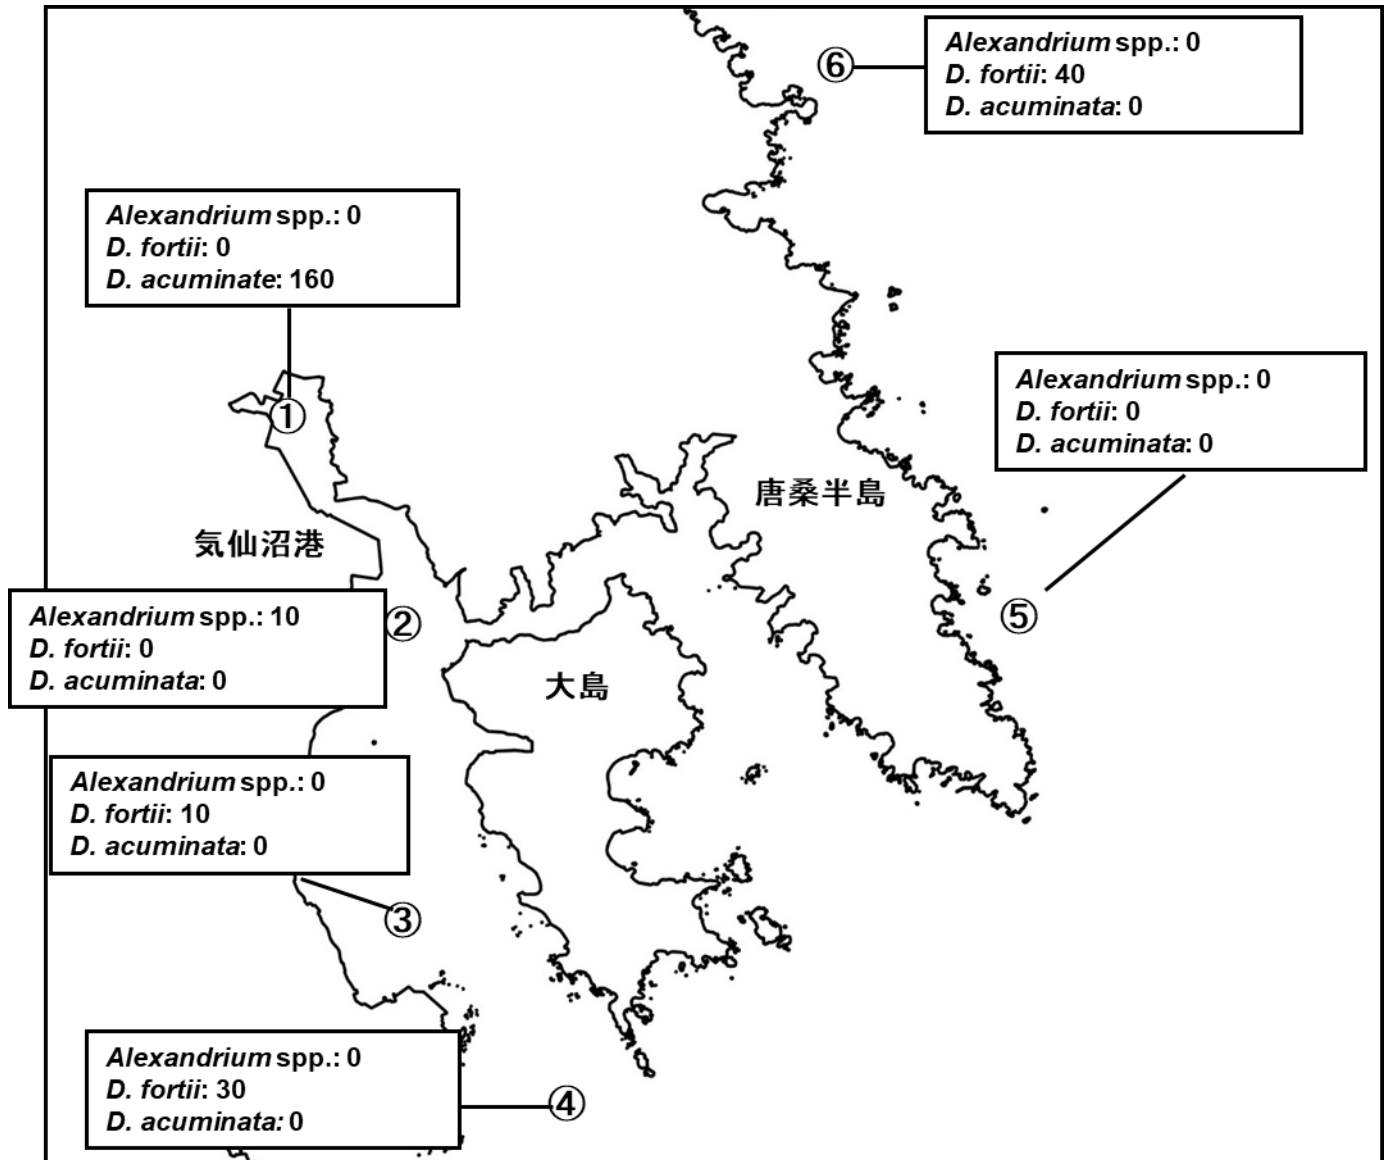 ⑥
Alexandrium spp.: 0
D. fortii: 40
D. acuminata: 0
Alexandrium spp.: 0
D. fortii: 0
D. acuminate: 160
①
Alexandrium spp.: 0
D. fortii: 0
D. acuminata: 0
唐桑半島
気仙沼港
Alexandrium spp.: 10
D. fortii: 0
D. acuminata: 0
②
⑤
大島
Alexandrium spp.: 0
D. fortii: 10
D. acuminata: 0
③
Alexandrium spp.: 0
D. fortii: 30
D. acuminata: 0
④